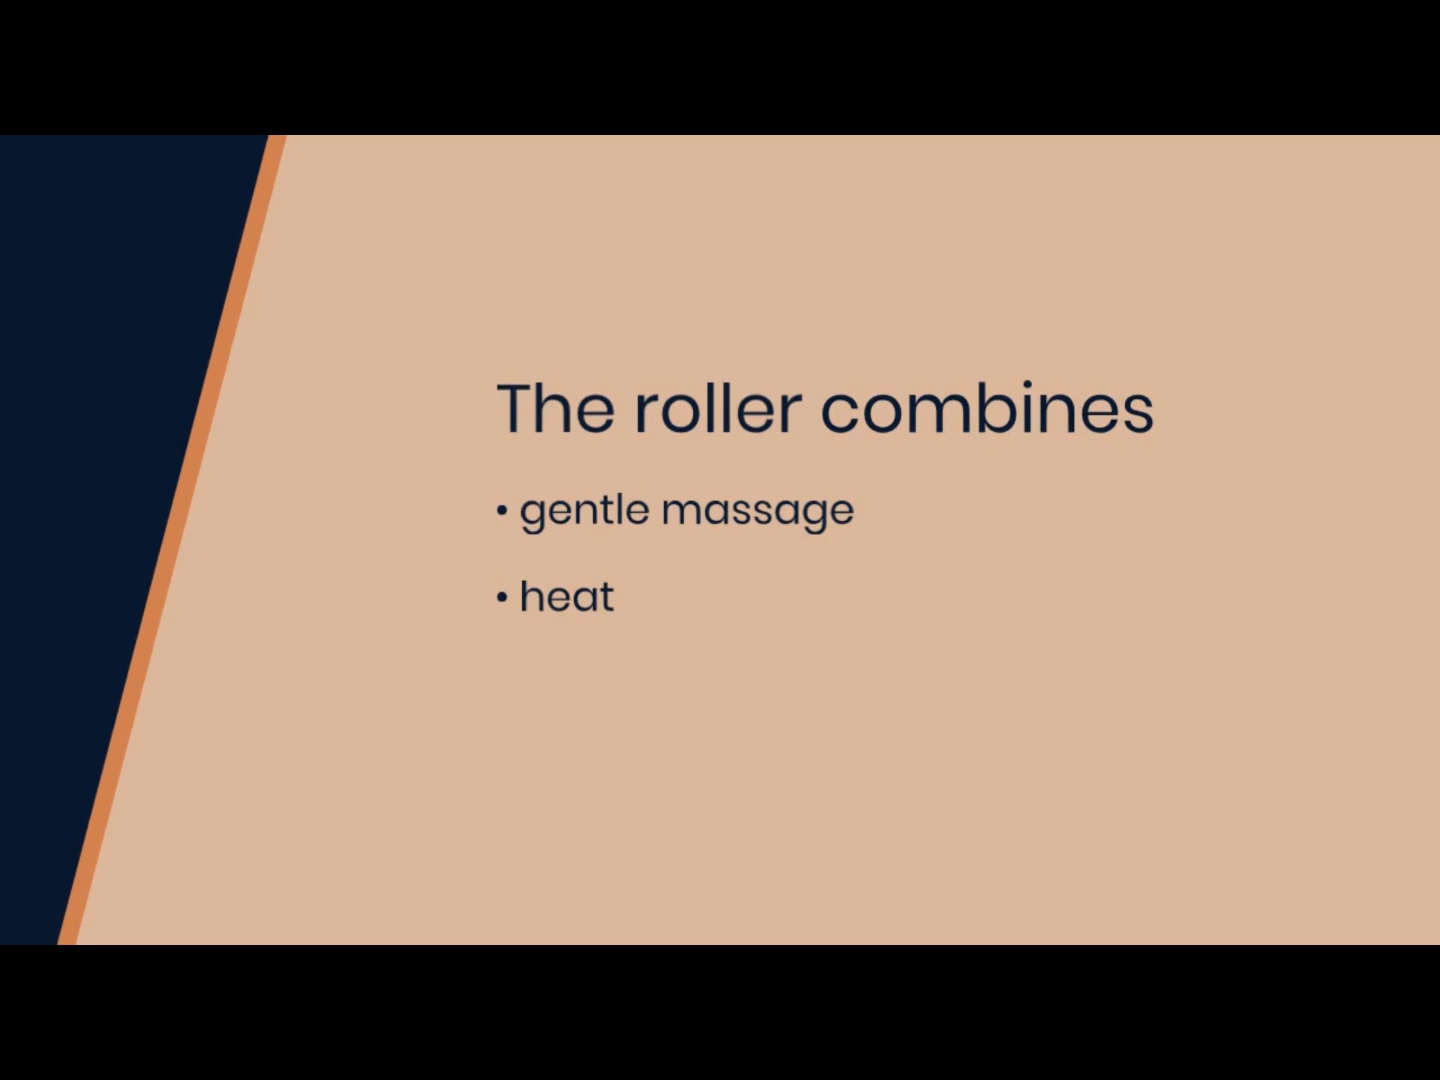 The roller combines
• gentle massage
• heat